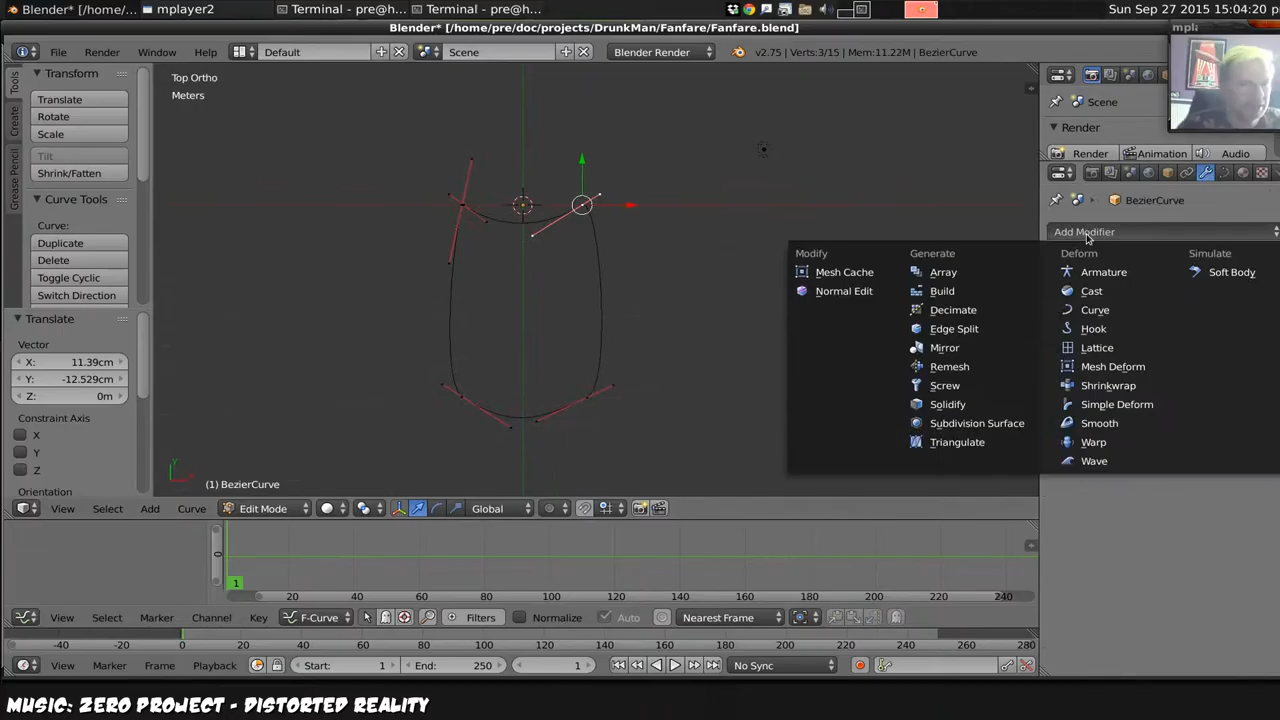 Blender* [/home/3... mplayer2 Terminal - pre@h... Terminal - pre@h... Sun Sep 27 2015 15:04:20
Blender* [/home/pre/doc/projects/DrunkMan/Fanfare/Fanfare.blend]
File Render Window Help Default Scene Blender Render v2.75 | Verts:3/15 | Mem:11.22M | BezierCurve
Tools
Create
Grease Pencil
Transform
Translate
Rotate
Scale
Tilt
Shrink/Fatten
Curve Tools
Curve:
Duplicate
Delete
Toggle Cyclic
Switch Direction
Translate
Vector
X: 11.39cm
Y: -12.529cm
Z: 0m
Constraint Axis
X
Y
Z
Orientation
Top Ortho
Meters
(1) BezierCurve
Scene
Render
Render Animation Audio
BezierCurve
Add Modifier
Modify Generate Deform Simulate
Mesh Cache Array Armature Soft Body
Normal Edit Build Cast
Decimate Curve
Edge Split Hook
Mirror Lattice
Remesh Mesh Deform
Screw Shrinkwrap
Solidify Simple Deform
Subdivision Surface Smooth
Triangulate Warp
Wave
View Select Add Curve Edit Mode Global
0
1
20 40 60 80 100 120 140 160 180 200 220 240
View Select Marker Channel Key F-Curve Filters Normalize Auto Nearest Frame
-40 -20 0 20 40 60 80 100 120 140 160 180 200 220 240 260 280
View Marker Frame Playback Start: 1 End: 250 1 No Sync
MUSIC: ZERO PROJECT - DISTORTED REALITY